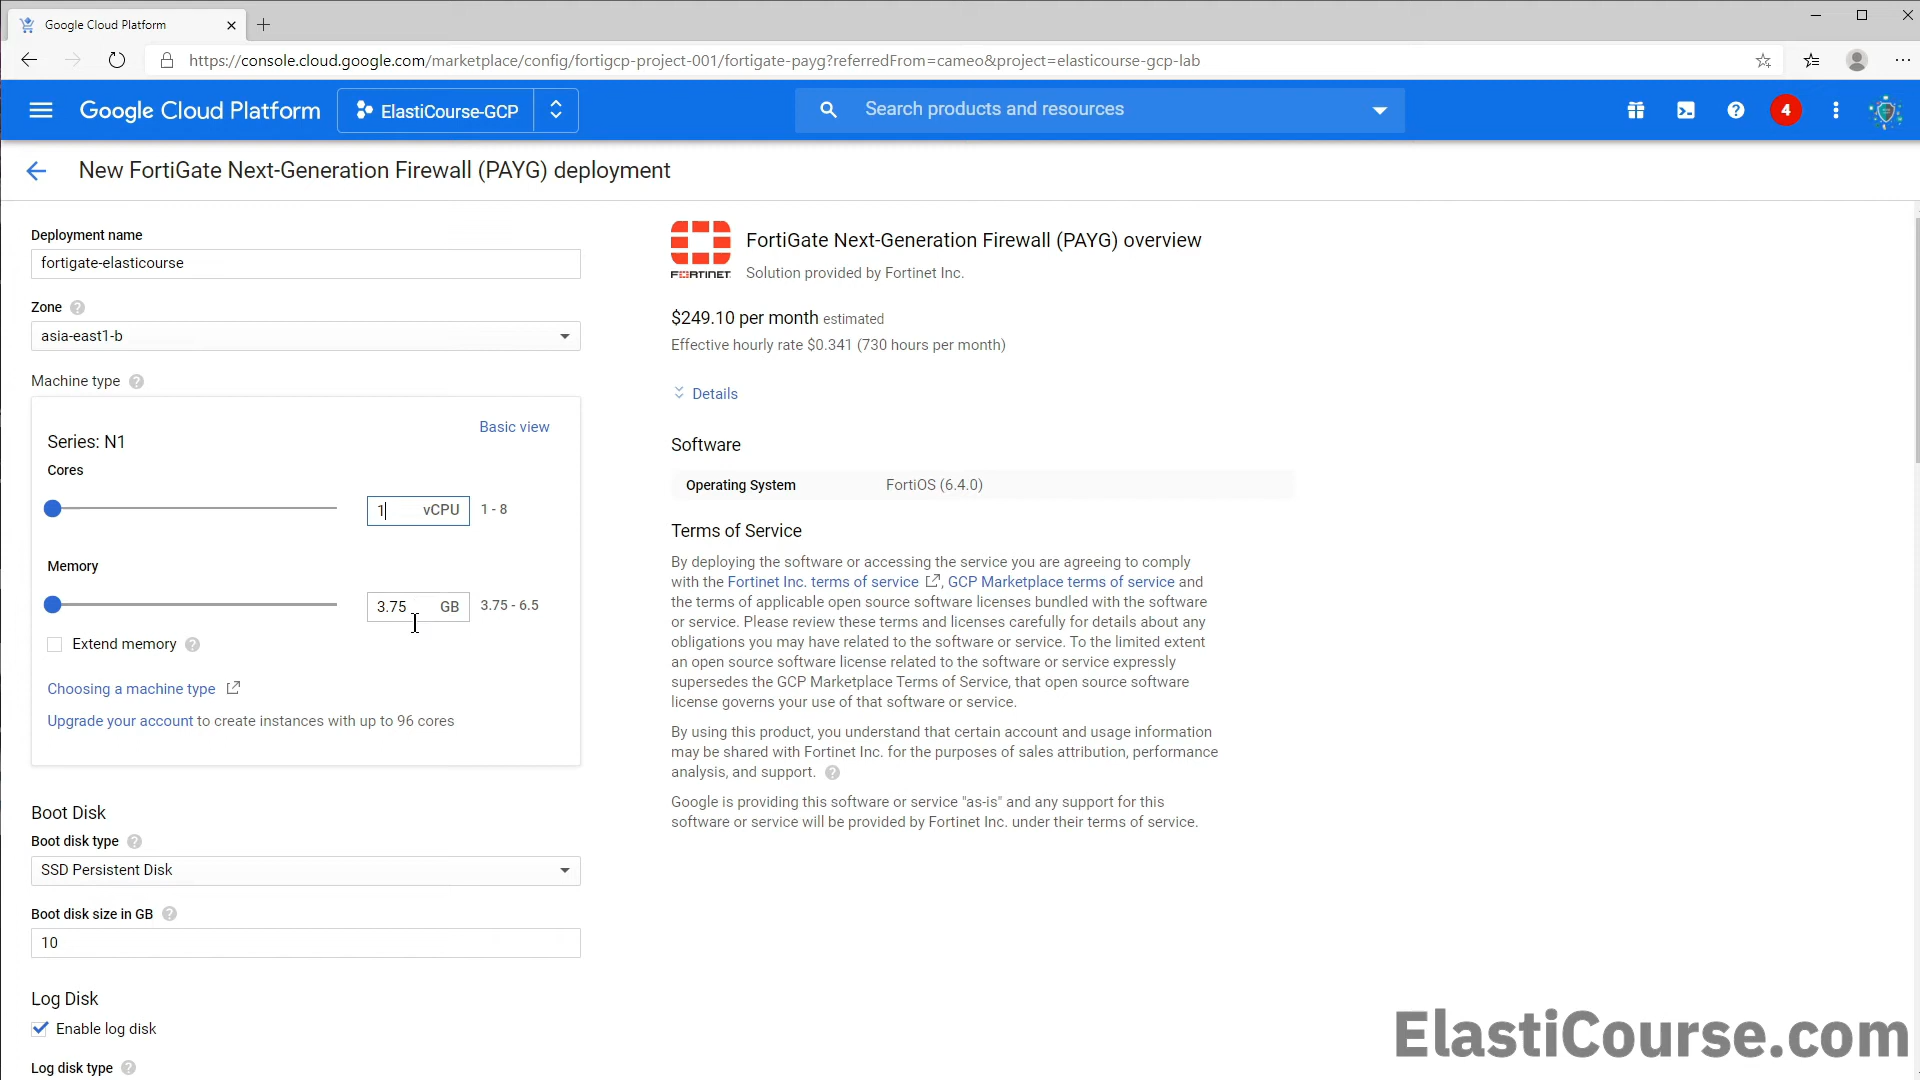 Google Cloud Platform
https://console.cloud.google.com/marketplace/config/fortigcp-project-001/fortigate-payg?referredFrom=cameo&project=elasticourse-gcp-lab
Google Cloud Platform
ElastiCourse-GCP
Search products and resources
4
New FortiGate Next-Generation Firewall (PAYG) deployment
Deployment name
fortigate-elasticourse
Zone
asia-east1-b
Machine type
Basic view
Series: N1
Cores
1 vCPU 1 - 8
Memory
3.75 GB 3.75 - 6.5
Extend memory
Choosing a machine type
Upgrade your account to create instances with up to 96 cores
Boot Disk
Boot disk type
SSD Persistent Disk
Boot disk size in GB
10
Log Disk
Enable log disk
Log disk type
FORTINET
FortiGate Next-Generation Firewall (PAYG) overview
Solution provided by Fortinet Inc.
$249.10 per month estimated
Effective hourly rate $0.341 (730 hours per month)
Details
Software
Operating System FortiOS (6.4.0)
Terms of Service
By deploying the software or accessing the service you are agreeing to comply
with the Fortinet Inc. terms of service , GCP Marketplace terms of service and
the terms of applicable open source software licenses bundled with the software
or service. Please review these terms and licenses carefully for details about any
obligations you may have related to the software or service. To the limited extent
an open source software license related to the software or service expressly
supersedes the GCP Marketplace Terms of Service, that open source software
license governs your use of that software or service.
By using this product, you understand that certain account and usage information
may be shared with Fortinet Inc. for the purposes of sales attribution, performance
analysis, and support.
Google is providing this software or service "as-is" and any support for this
software or service will be provided by Fortinet Inc. under their terms of service.
ElastiCourse.com